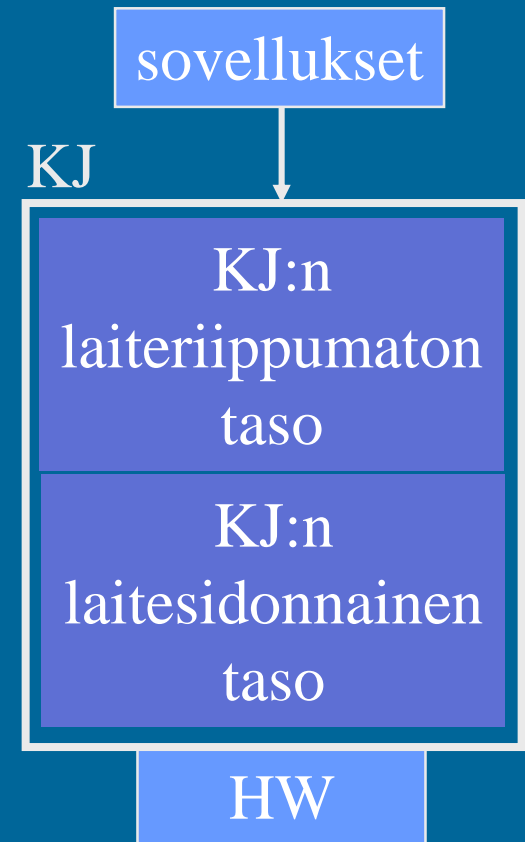 sovellukset
KJ
KJ:n
laiteriippumaton
taso
KJ:n
laitesidonnainen
taso
HW